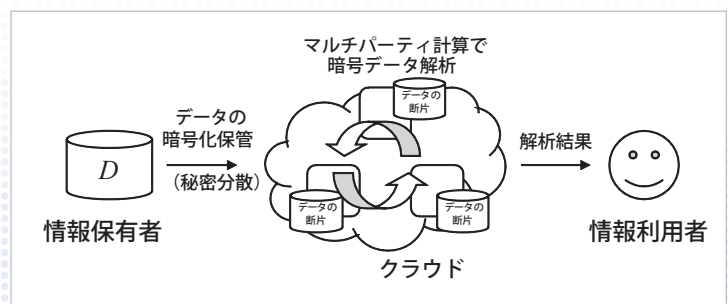 マルチパーティ計算で
暗号データ解析
データの
断片
データの
暗号化保管
（秘密分散）
D
情報保有者
データの
断片
データの
断片
クラウド
解析結果
情報利用者